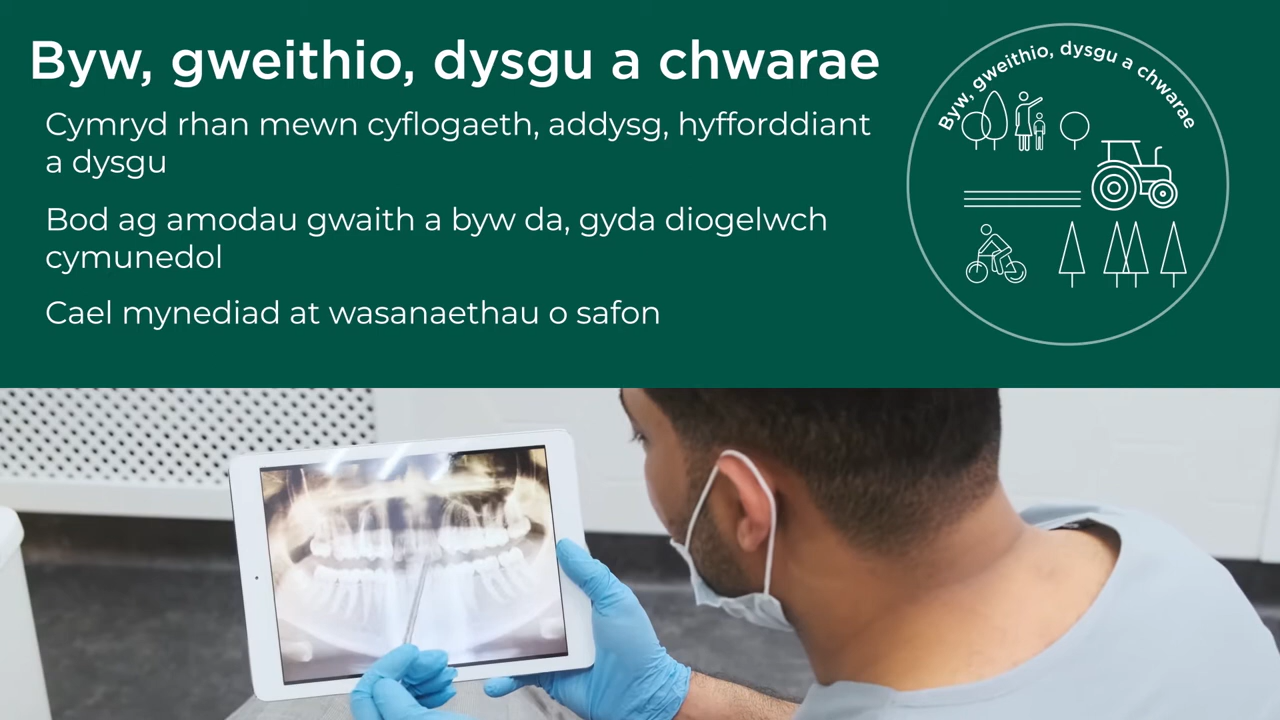 Byw, gweithio, dysgu a chwarae
Cymryd rhan mewn cyflogaeth, addysg, hyfforddiant
a dysgu
Bod ag amodau gwaith a byw da, gyda diogelwch
cymunedol
Cael mynediad at wasanaethau o safon
Byw, gweithio, dysgu a chwarae